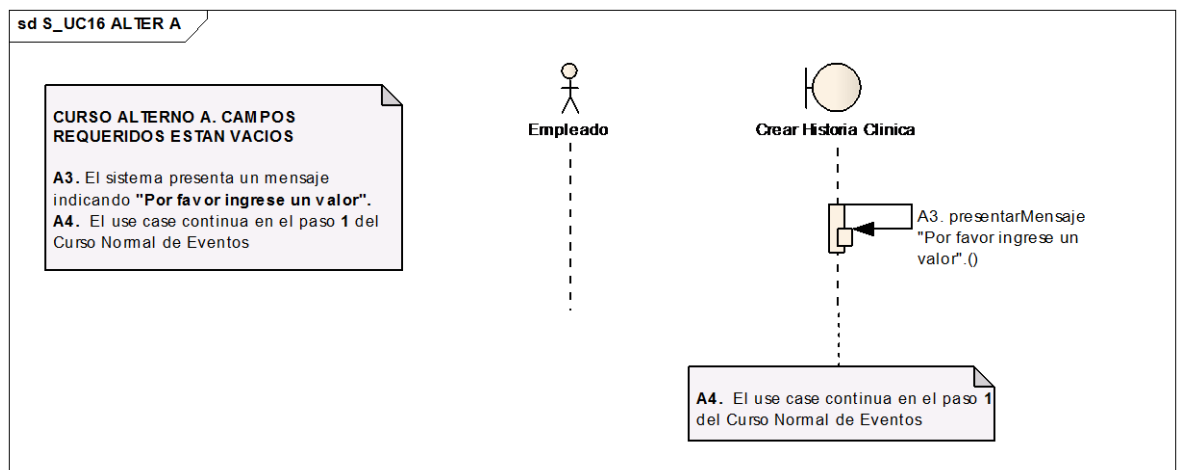 sd S_UC16 ALTER A
CURSO ALTERNO A. CAMPOS
REQUERIDOS ESTAN VACIOS
A3. El sistema presenta un mensaje
indicando "Por favor ingrese un valor".
A4. El use case continua en el paso 1 del
Curso Normal de Eventos
Empleado
Crear Historia Clinica
A3. presentarMensaje
"Por favor ingrese un
valor".()
A4. El use case continua en el paso 1
del Curso Normal de Eventos